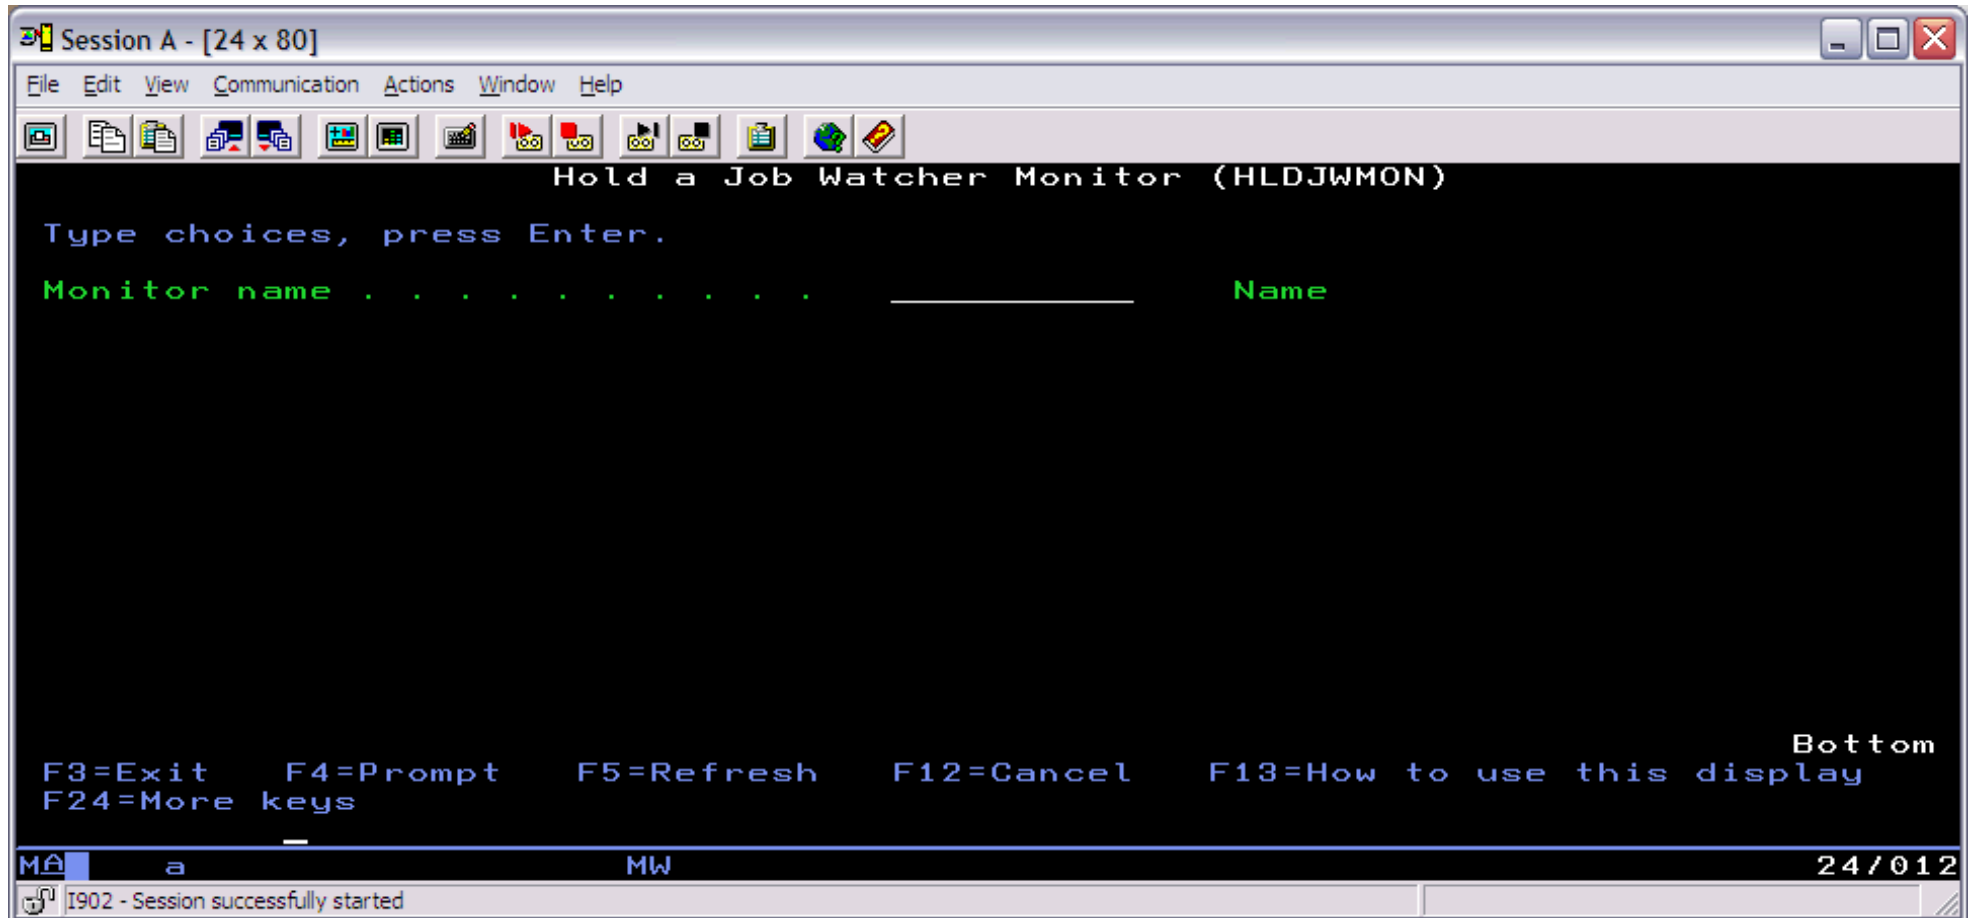 Session A - [24 x 80]
File Edit View Communication Actions Window Help
Hold a Job Watcher Monitor (HLDJWMON)
Type choices, press Enter.
Monitor name . . . . . . . . . . __________ Name
Bottom
F3=Exit F4=Prompt F5=Refresh F12=Cancel F13=How to use this display
F24=More keys
MA a MW 24/012
I902 - Session successfully started